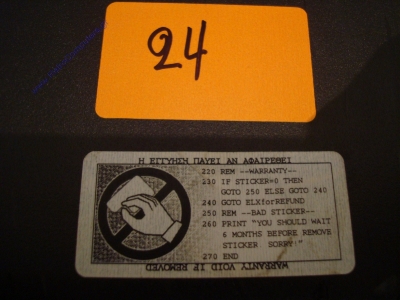 24
Η ΕΓΓΥΗΣΗ ΠΑΥΕΙ ΑΝ ΑΦΑΙΡΕΘΕΙ
220 REM --WARRANTY--
230 IF STICKER=0 THEN
GOTO 250 ELSE GOTO 240
240 GOTO ELXforREFUND
250 REM --BAD STICKER--
260 PRINT "YOU SHOULD WAIT
6 MONTHS BEFORE REMOVE
STICKER SORRY!"
270 END
WARRANTY VOID IF REMOVED